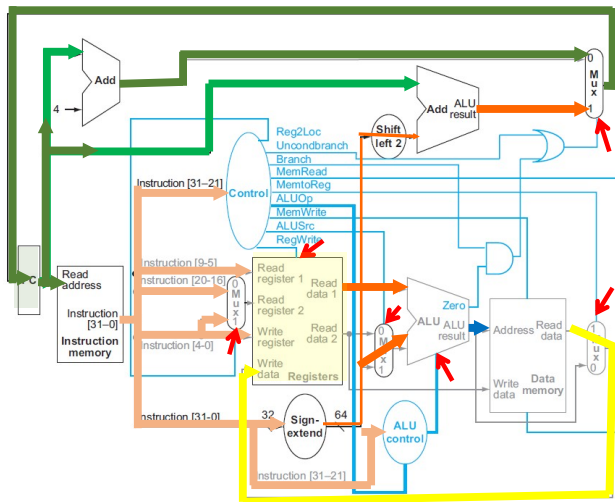 Add
4
Add ALU
result
0
M
u
x
1
Shift
left 2
Reg2Loc
Uncondbranch
Branch
MemRead
MemtoReg
ALUOp
MemWrite
ALUSrc
RegWrite
Control
Instruction [31–21]
C
Read
address
Instruction
[31–0]
Instruction
memory
Instruction [9-5]
Instruction [20-16]
Instruction [4-0]
0
M
u
x
1
Read
register 1
Read
register 2
Write
register
Write
data
Read
data 1
Read
data 2
Registers
0
M
u
x
1
Zero
ALU
ALU
result
Address
Read
data
Write
data
Data
memory
1
ux
0
Instruction [31-0]
32
Sign-
extend
64
ALU
control
Instruction [31–21]